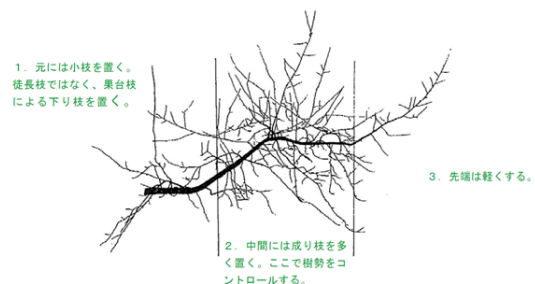 1．元には小枝を置く。
徒長枝ではなく、果台枝
による下り枝を置く。
2．中間には成り枝を多
く置く。ここで樹勢をコ
ントロールする。
3．先端は軽くする。